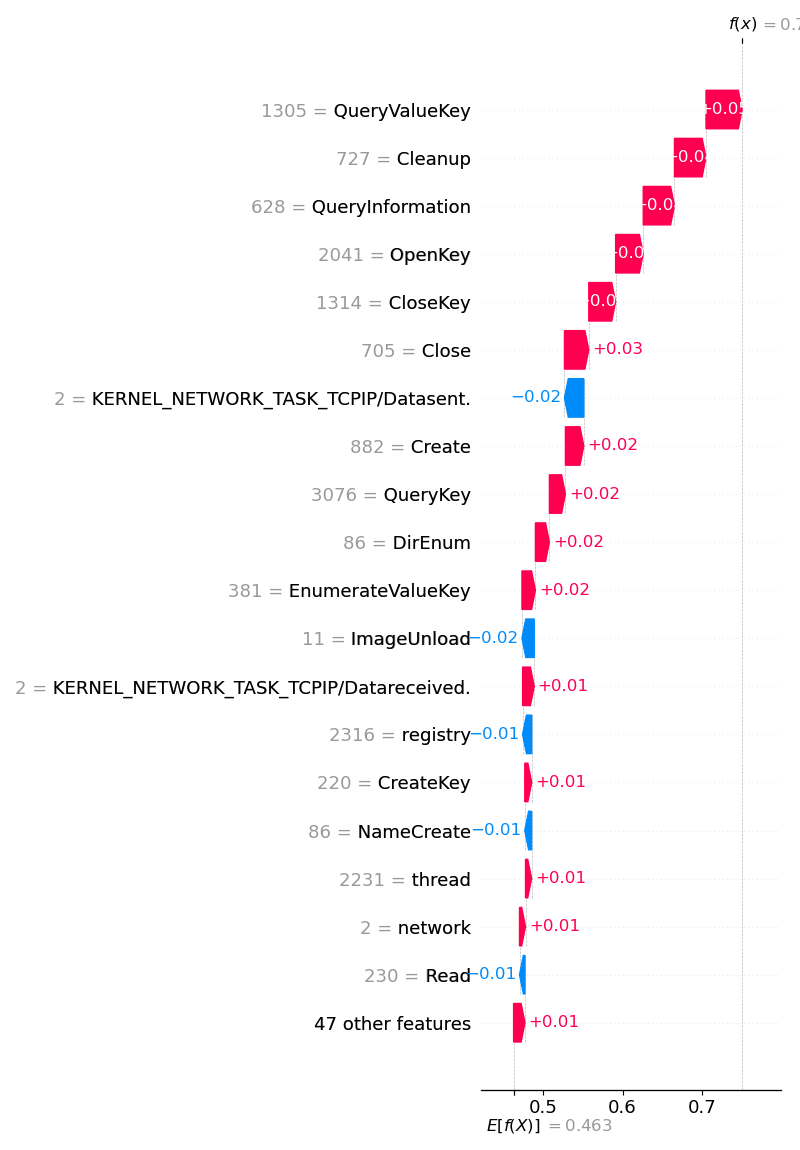 f(x) = 0.7
1305 = QueryValueKey +0.05
727 = Cleanup
628 = QueryInformation
2041 = OpenKey
1314 = CloseKey
705 = Close +0.03
2 = KERNEL_NETWORK_TASK_TCPIP/Datasent. −0.02
882 = Create +0.02
3076 = QueryKey +0.02
86 = DirEnum +0.02
381 = EnumerateValueKey +0.02
11 = ImageUnload −0.02
2 = KERNEL_NETWORK_TASK_TCPIP/Datareceived. +0.01
2316 = registry −0.01
220 = CreateKey +0.01
86 = NameCreate −0.01
2231 = thread +0.01
2 = network +0.01
230 = Read −0.01
47 other features +0.01
0.5 0.6 0.7
E[f(X)] = 0.463